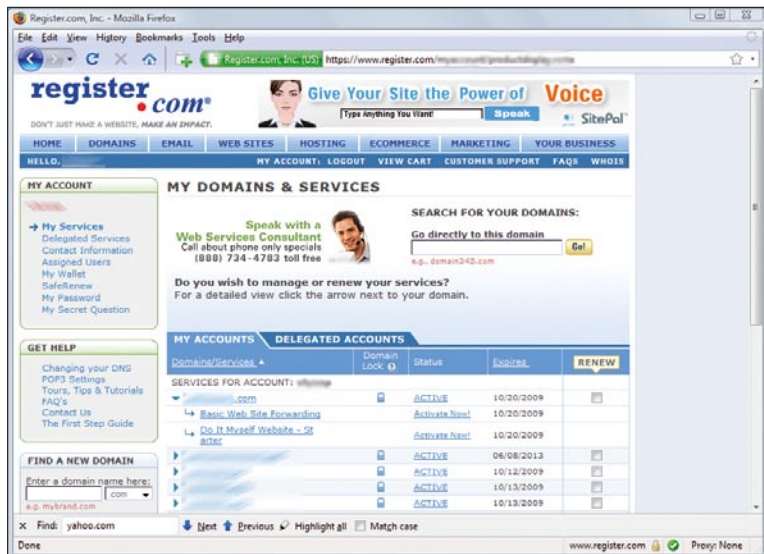 Register.com, Inc. - Mozilla Firefox
File Edit View History Bookmarks Tools Help
Register.com, Inc. (US) https://www.register.com/
register.com®
DON'T JUST MAKE A WEBSITE, MAKE AN IMPACT.
Give Your Site the Power of Voice
Type Anything You Want! Speak SitePal
HOME DOMAINS EMAIL WEB SITES HOSTING ECOMMERCE MARKETING YOUR BUSINESS
HELLO, MY ACCOUNT: LOGOUT VIEW CART CUSTOMER SUPPORT FAQS WHOIS
MY ACCOUNT
My Services
Delegated Services
Contact Information
Assigned Users
My Wallet
SafeRenew
My Password
My Secret Question
GET HELP
Changing your DNS
POP3 Settings
Tours, Tips & Tutorials
FAQ's
Contact Us
The First Step Guide
FIND A NEW DOMAIN
Enter a domain name here:
.com
e.g. mybrand.com
MY DOMAINS & SERVICES
Speak with a
Web Services Consultant
Call about phone only specials
(888) 734-4783 toll free
SEARCH FOR YOUR DOMAINS:
Go directly to this domain
Go!
e.g., domain345.com
Do you wish to manage or renew your services?
For a detailed view click the arrow next to your domain.
MY ACCOUNTS DELEGATED ACCOUNTS
Domains/Services Domain Lock Status Expires RENEW
SERVICES FOR ACCOUNT:
.com ACTIVE 10/20/2009
Basic Web Site Forwarding Activate Now! 10/20/2009
Do It Myself Website - St
arter Activate Now! 10/20/2009
ACTIVE 06/08/2013
ACTIVE 10/12/2009
ACTIVE 10/13/2009
ACTIVE 10/13/2009
x Find: yahoo.com Next Previous Highlight all Match case
Done www.register.com Proxy: None